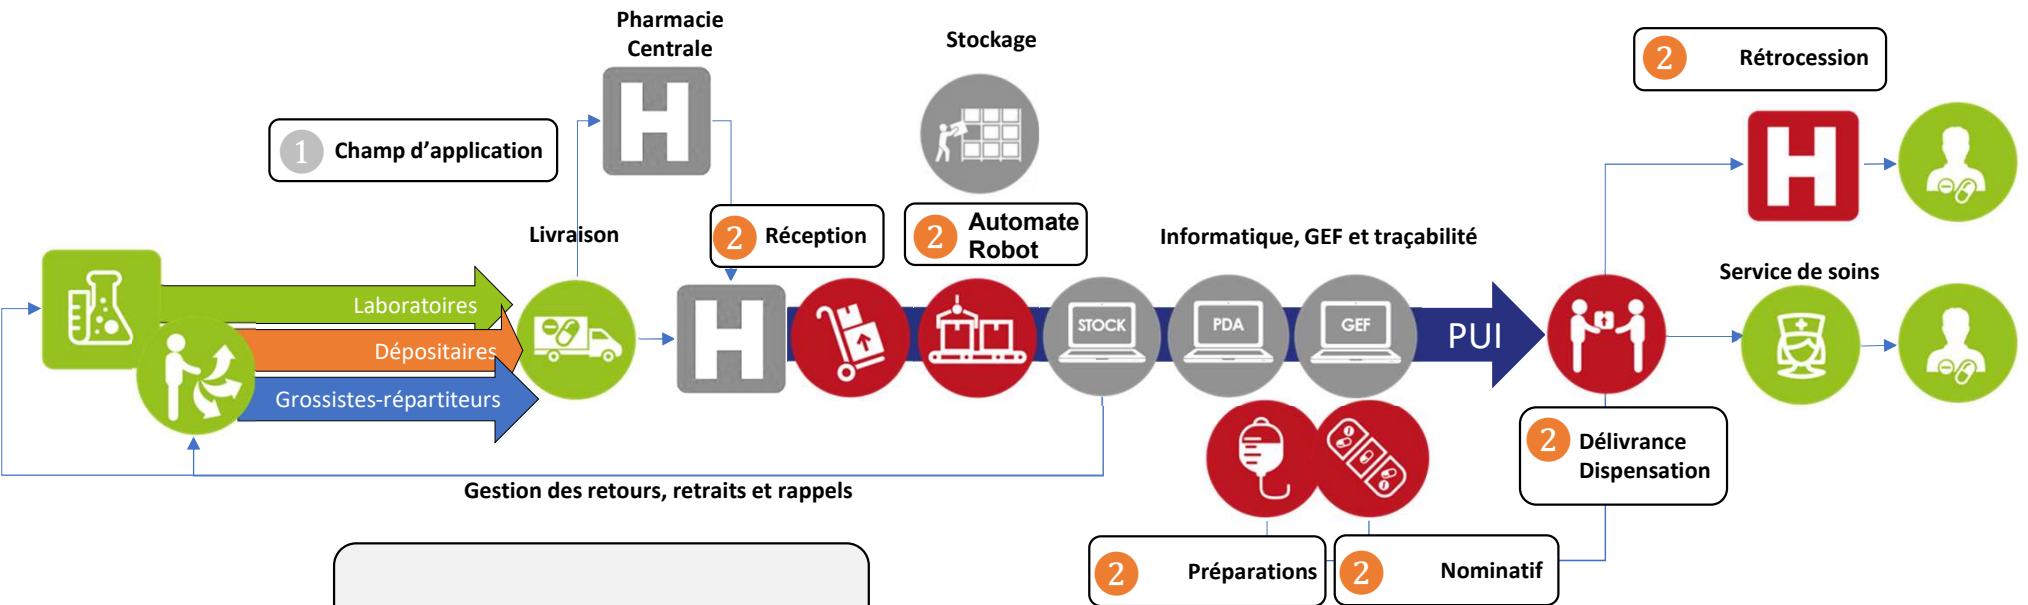 Pharmacie
Centrale
Stockage
2 Rétrocession
1 Champ d'application
Livraison
2 Réception
2 Automate
Robot
Informatique, GEF et traçabilité
Service de soins
Laboratoires
Dépositaires
Grossistes-répartiteurs
STOCK
PDA
GEF
PUI
2 Délivrance
Dispensation
Gestion des retours, retraits et rappels
2 Préparations
2 Nominatif